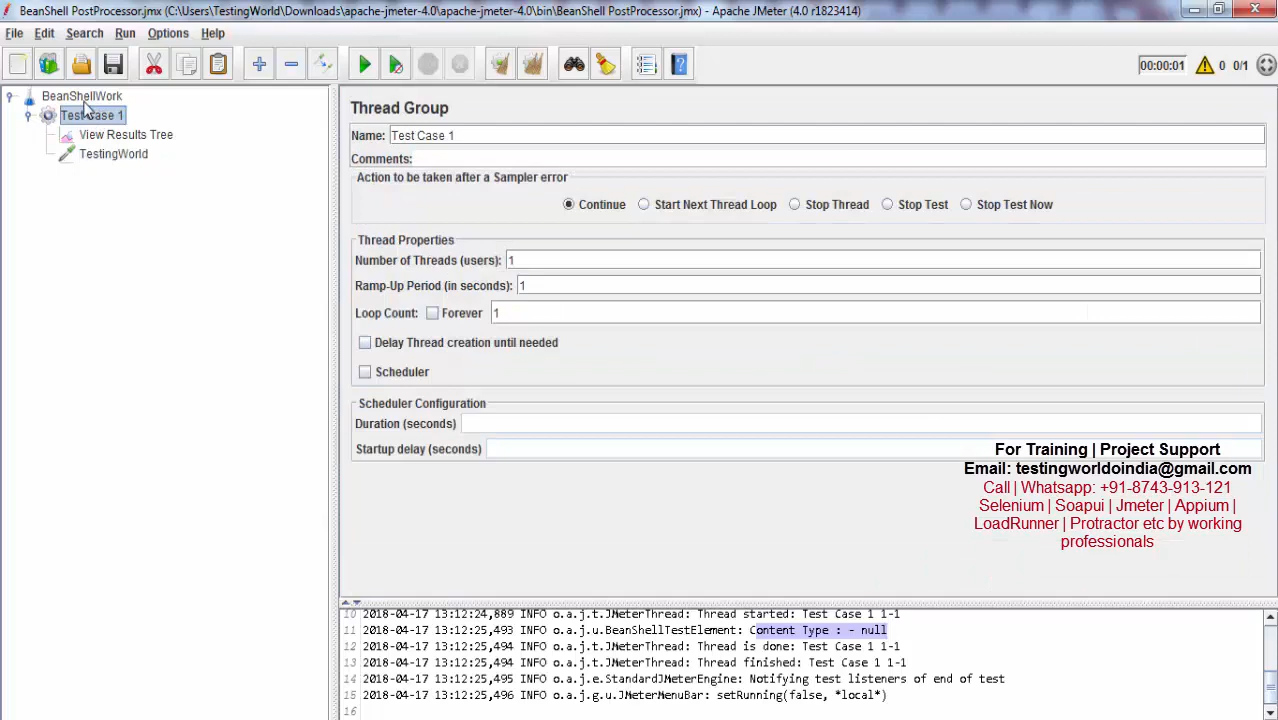 BeanShell PostProcessor.jmx (C:\Users\TestingWorld\Downloads\apache-jmeter-4.0\apache-jmeter-4.0\bin\BeanShell PostProcessor.jmx) - Apache JMeter (4.0 r1823414)
File Edit Search Run Options Help
00:00:01 0 0/1
BeanShellWork
Test Case 1
View Results Tree
TestingWorld
Thread Group
Name: Test Case 1
Comments:
Action to be taken after a Sampler error
Continue Start Next Thread Loop Stop Thread Stop Test Stop Test Now
Thread Properties
Number of Threads (users): 1
Ramp-Up Period (in seconds): 1
Loop Count: Forever 1
Delay Thread creation until needed
Scheduler
Scheduler Configuration
Duration (seconds)
Startup delay (seconds)
For Training | Project Support
Email: testingworldoindia@gmail.com
Call | Whatsapp: +91-8743-913-121
Selenium | Soapui | Jmeter | Appium |
LoadRunner | Protractor etc by working
professionals
10 2018-04-17 13:12:24,889 INFO o.a.j.t.JMeterThread: Thread started: Test Case 1 1-1
11 2018-04-17 13:12:25,493 INFO o.a.j.u.BeanShellTestElement: Content Type : - null
12 2018-04-17 13:12:25,494 INFO o.a.j.t.JMeterThread: Thread is done: Test Case 1 1-1
13 2018-04-17 13:12:25,494 INFO o.a.j.t.JMeterThread: Thread finished: Test Case 1 1-1
14 2018-04-17 13:12:25,495 INFO o.a.j.e.StandardJMeterEngine: Notifying test listeners of end of test
15 2018-04-17 13:12:25,496 INFO o.a.j.g.u.JMeterMenuBar: setRunning(false, *local*)
16